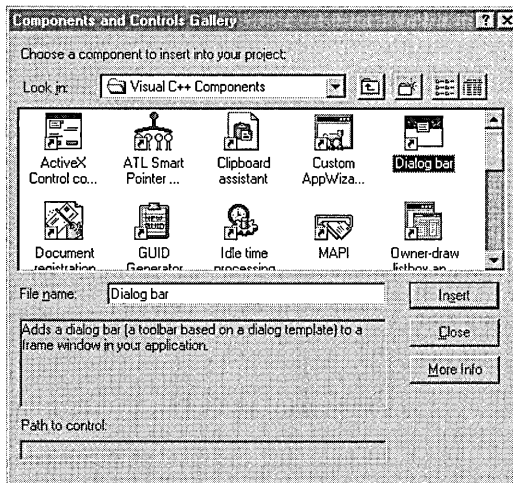 Components and Controls Gallery
Choose a component to insert into your project:
Look in: Visual C++ Components
ActiveX Control co...
ATL Smart Pointer ...
Clipboard assistant
Custom AppWiza...
Dialog bar
Document registration
GUID Generator
Idle time processing
MAPI
Owner-draw listbox an...
File name: Dialog bar
Insert
Adds a dialog bar (a toolbar based on a dialog template) to a
frame window in your application.
Close
More Info
Path to control: